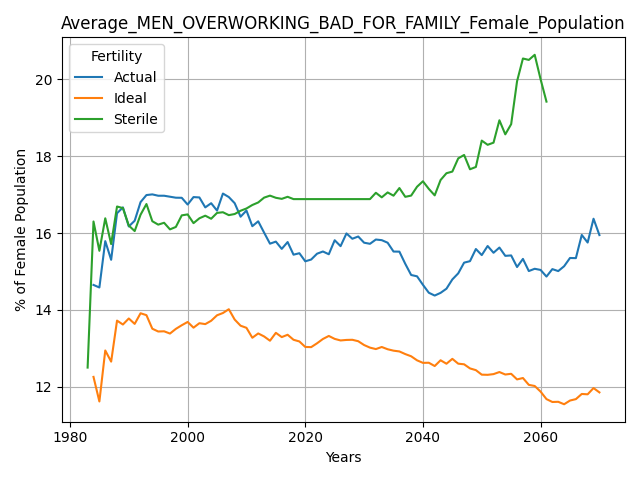 Average_MEN_OVERWORKING_BAD_FOR_FAMILY_Female_Population
Fertility
Actual
Ideal
Sterile
% of Female Population
20
18
16
14
12
1980
2000
2020
2040
2060
Years